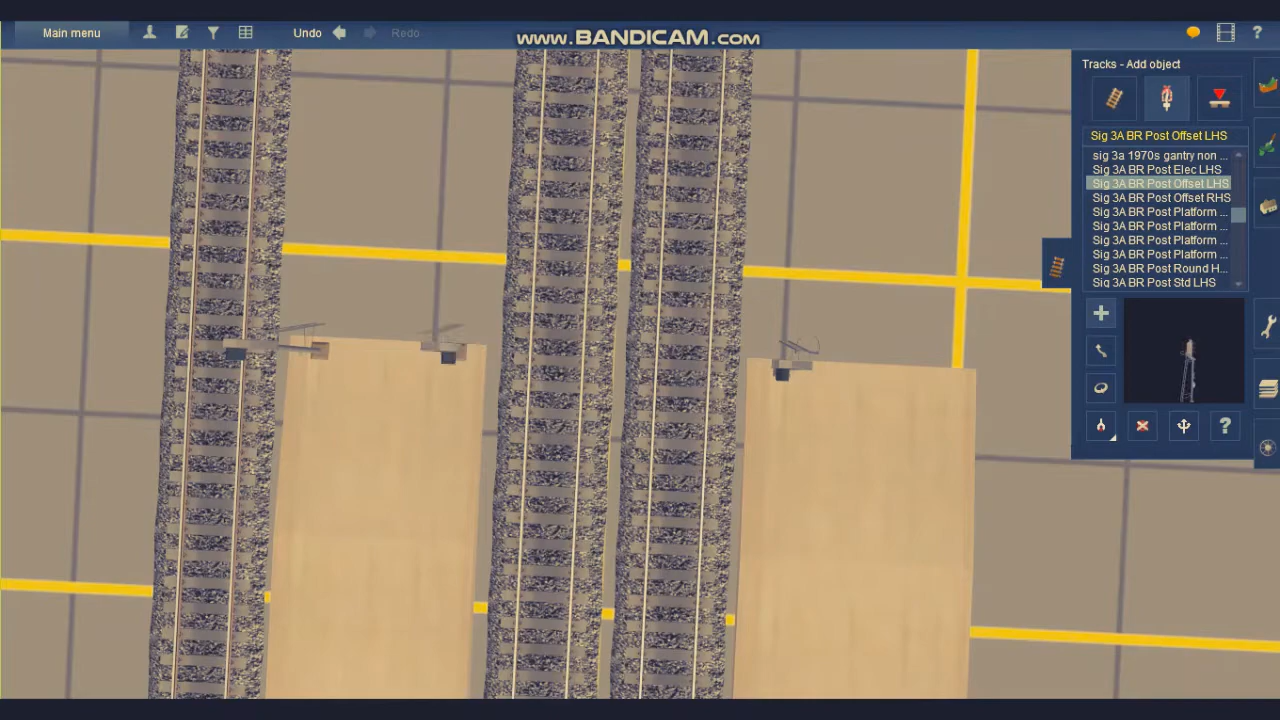 Main menu
Undo
Redo
www.BANDICAM.com
?
Tracks - Add object
Sig 3A BR Post Offset LHS
sig 3a 1970s gantry non ...
Sig 3A BR Post Elec LHS
Sig 3A BR Post Offset LHS
Sig 3A BR Post Offset RHS
Sig 3A BR Post Platform ...
Sig 3A BR Post Platform ...
Sig 3A BR Post Platform ...
Sig 3A BR Post Platform ...
Sig 3A BR Post Round H...
Sig 3A BR Post Std LHS
?